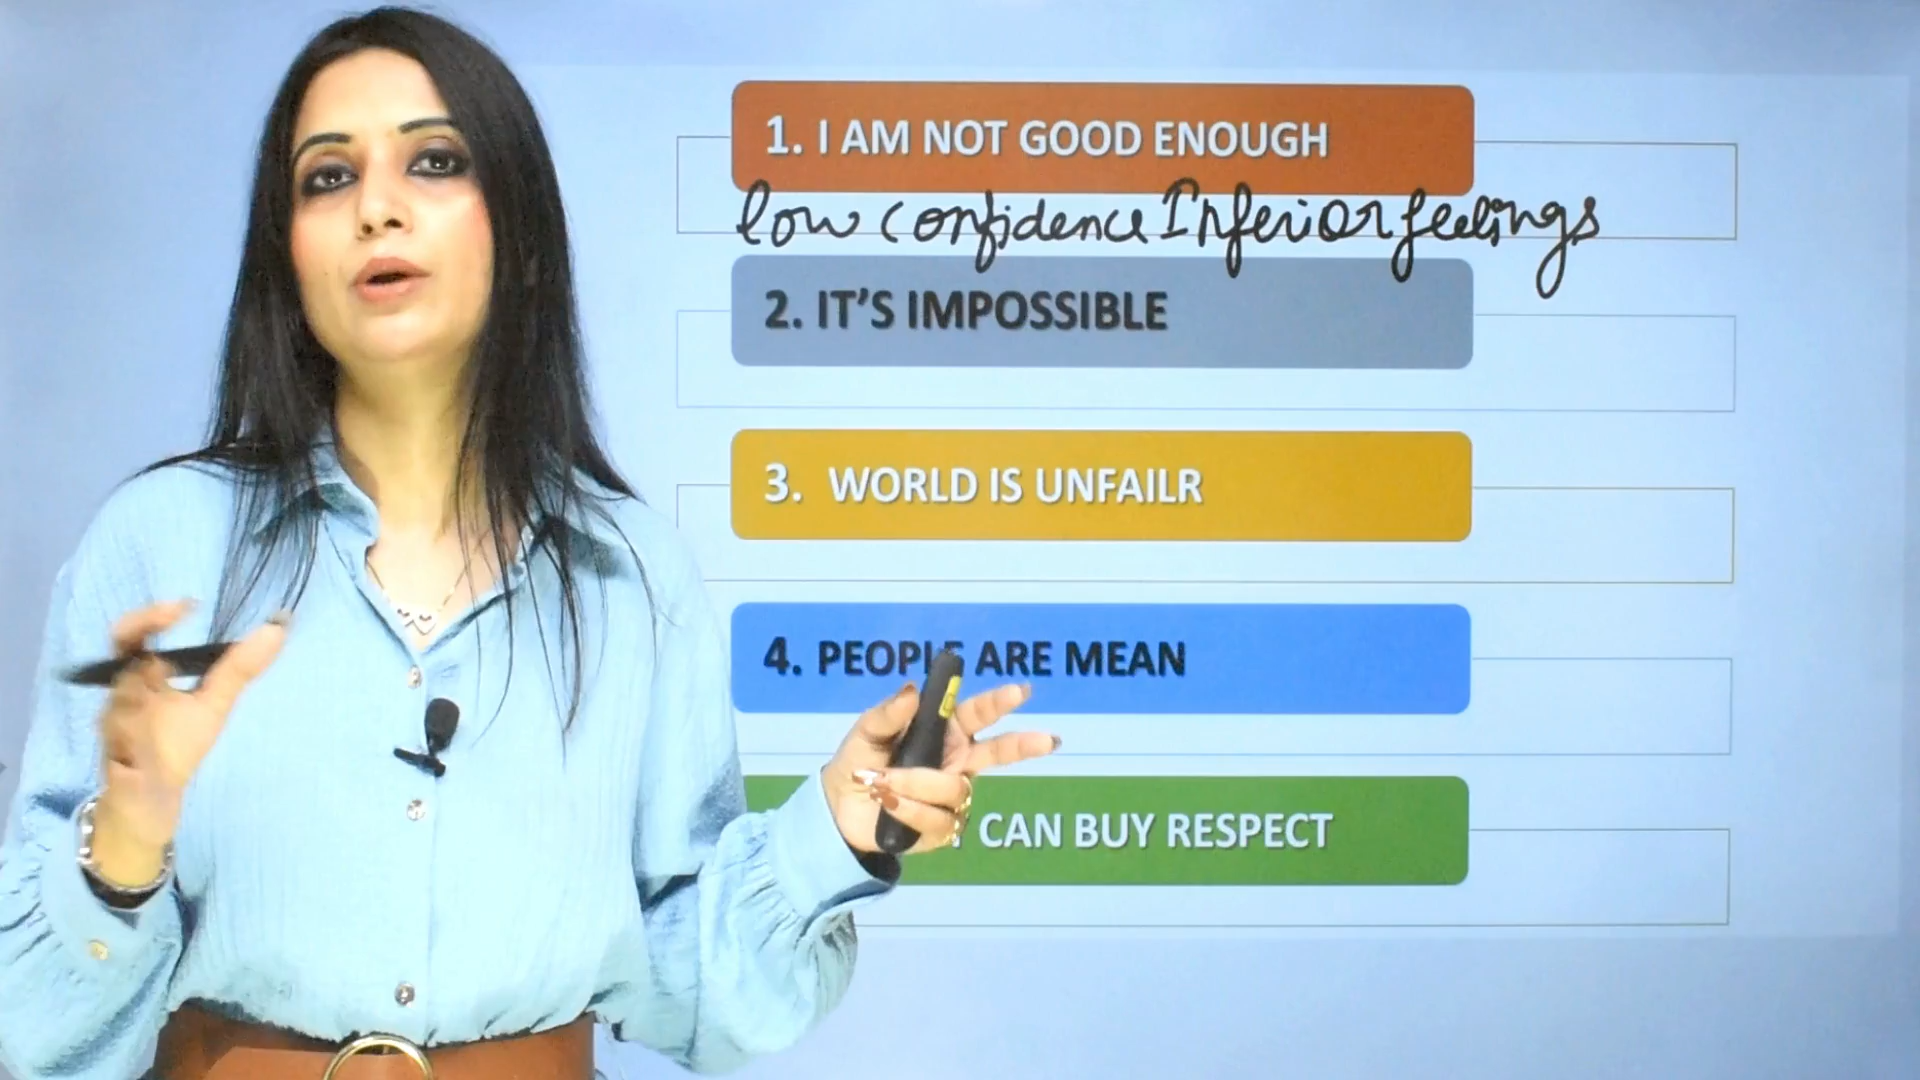 1. I AM NOT GOOD ENOUGH
low confidence Inferior feelings
2. IT'S IMPOSSIBLE
3. WORLD IS UNFAILR
4. PEOPLE ARE MEAN
CAN BUY RESPECT